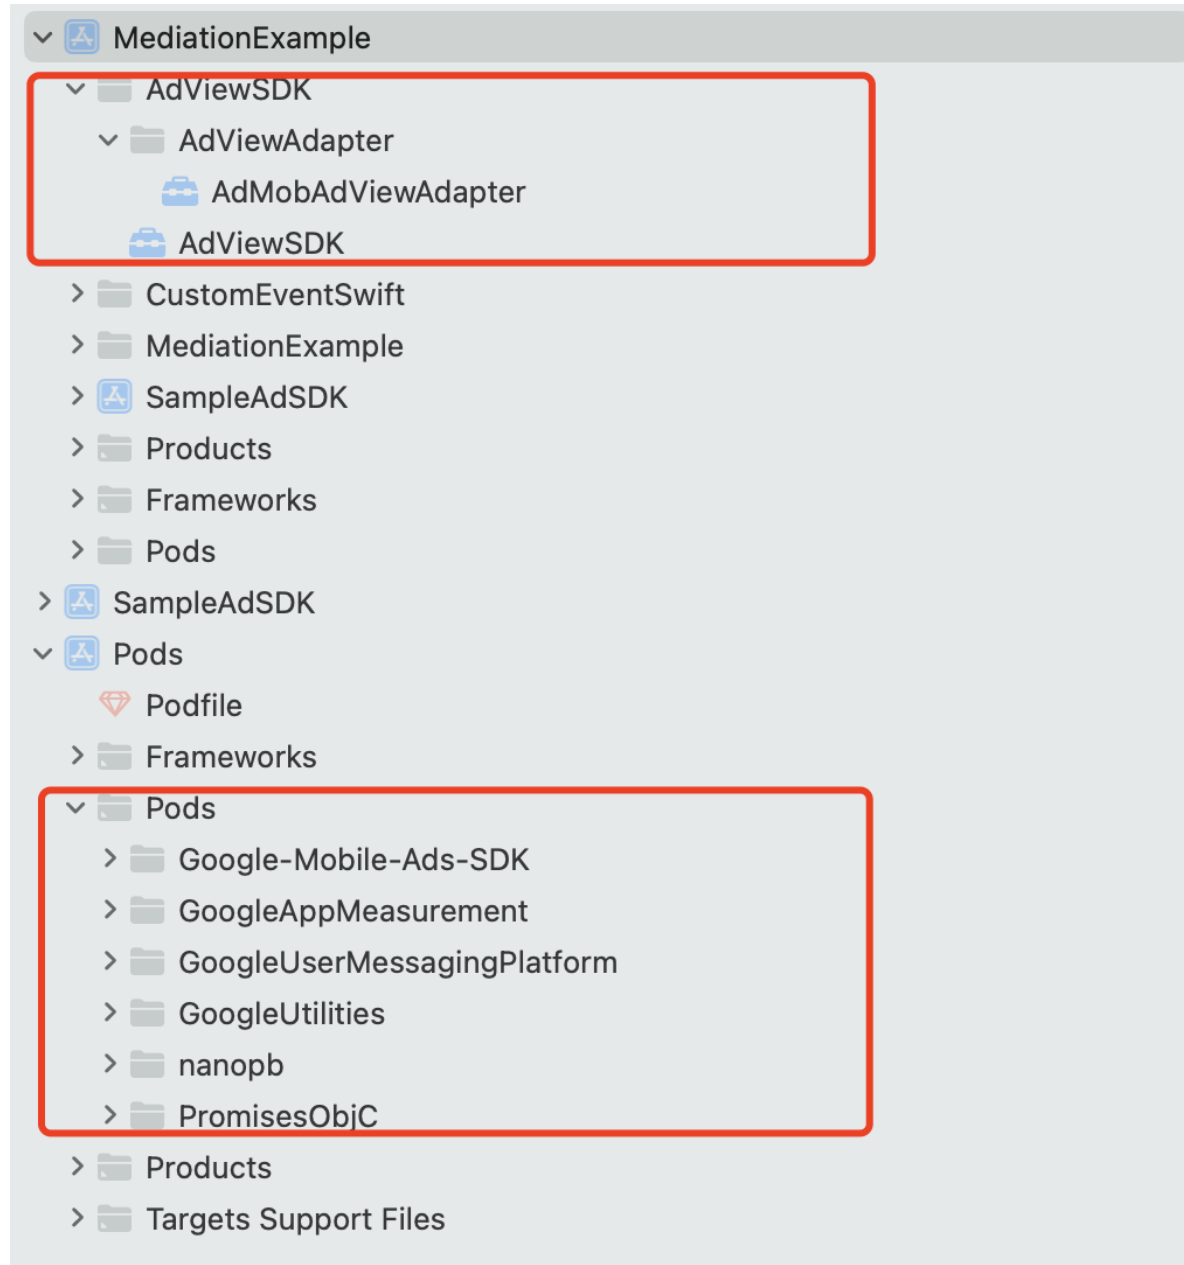 MediationExample
AdViewSDK
AdViewAdapter
AdMobAdViewAdapter
AdViewSDK
CustomEventSwift
MediationExample
SampleAdSDK
Products
Frameworks
Pods
SampleAdSDK
Pods
Podfile
Frameworks
Pods
Google-Mobile-Ads-SDK
GoogleAppMeasurement
GoogleUserMessagingPlatform
GoogleUtilities
nanopb
PromisesObjC
Products
Targets Support Files